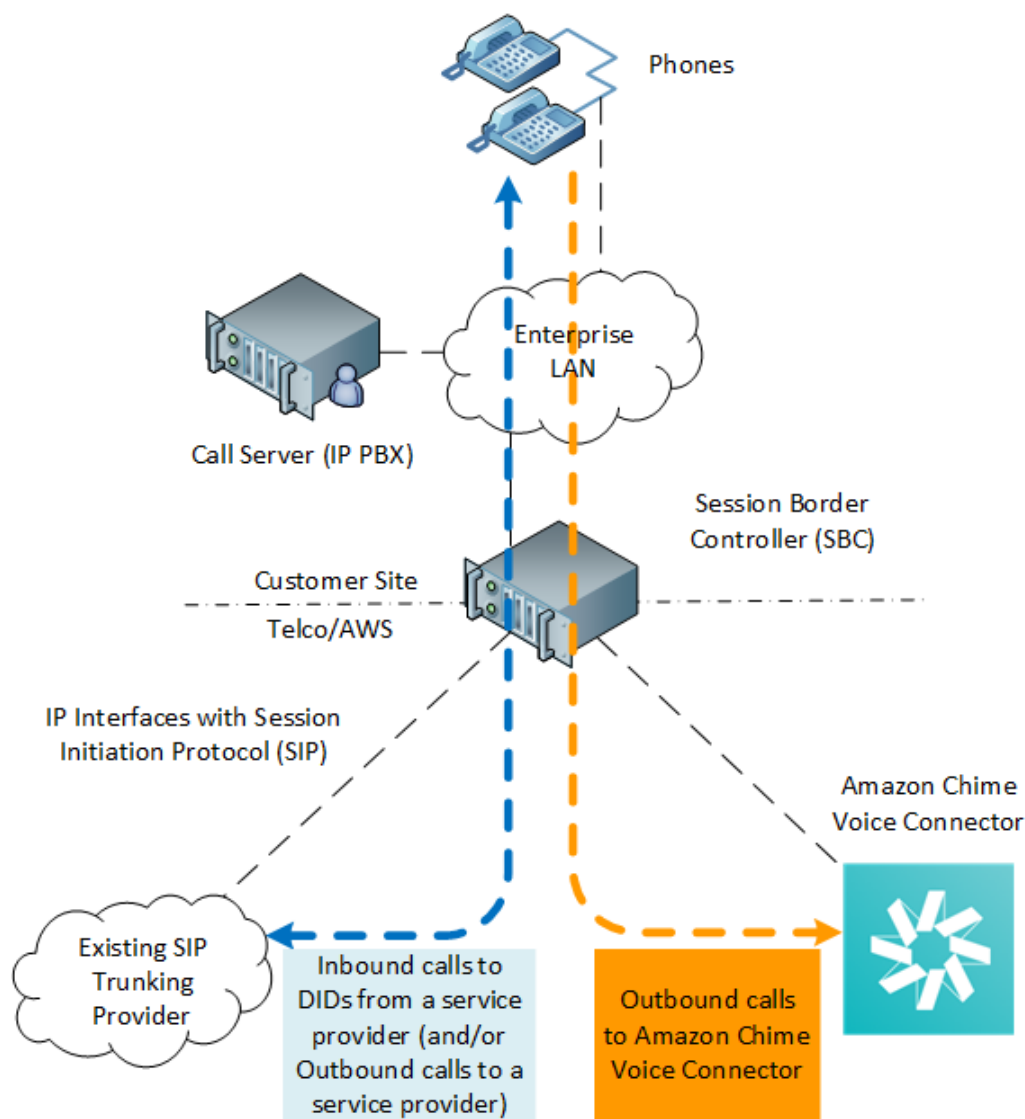 Phones
Enterprise
LAN
Call Server (IP PBX)
Session Border
Controller (SBC)
Customer Site
Telco/AWS
IP Interfaces with Session
Initiation Protocol (SIP)
Amazon Chime
Voice Connector
Existing SIP
Trunking
Provider
Inbound calls to
DIDs from a service
provider (and/or
Outbound calls to a
service provider)
Outbound calls
to Amazon Chime
Voice Connector